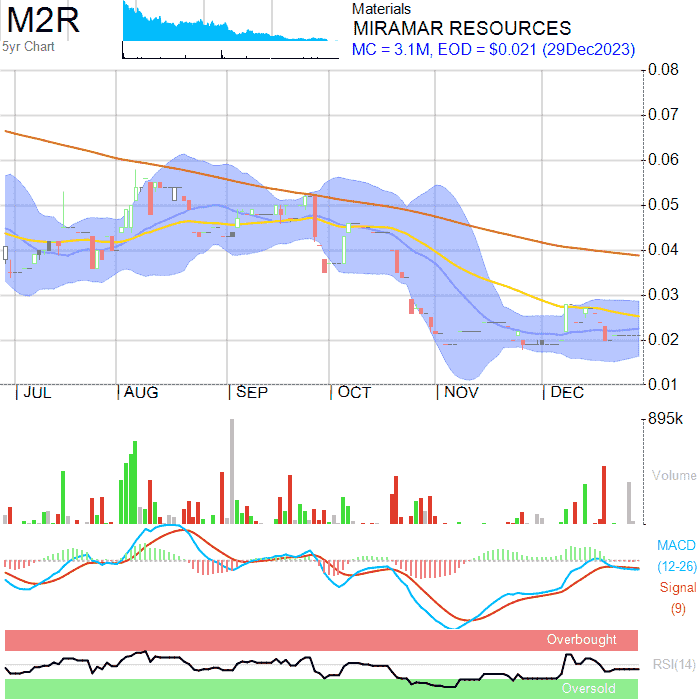 M2R
5yr Chart
Materials
MIRAMAR RESOURCES
MC = 3.1M, EOD = $0.021 (29Dec2023)
0.08
0.07
0.06
0.05
0.04
0.03
0.02
0.01
JUL AUG SEP OCT NOV DEC
895k
Volume
MACD
(12-26)
Signal
(9)
Overbought
RSI(14)
Oversold